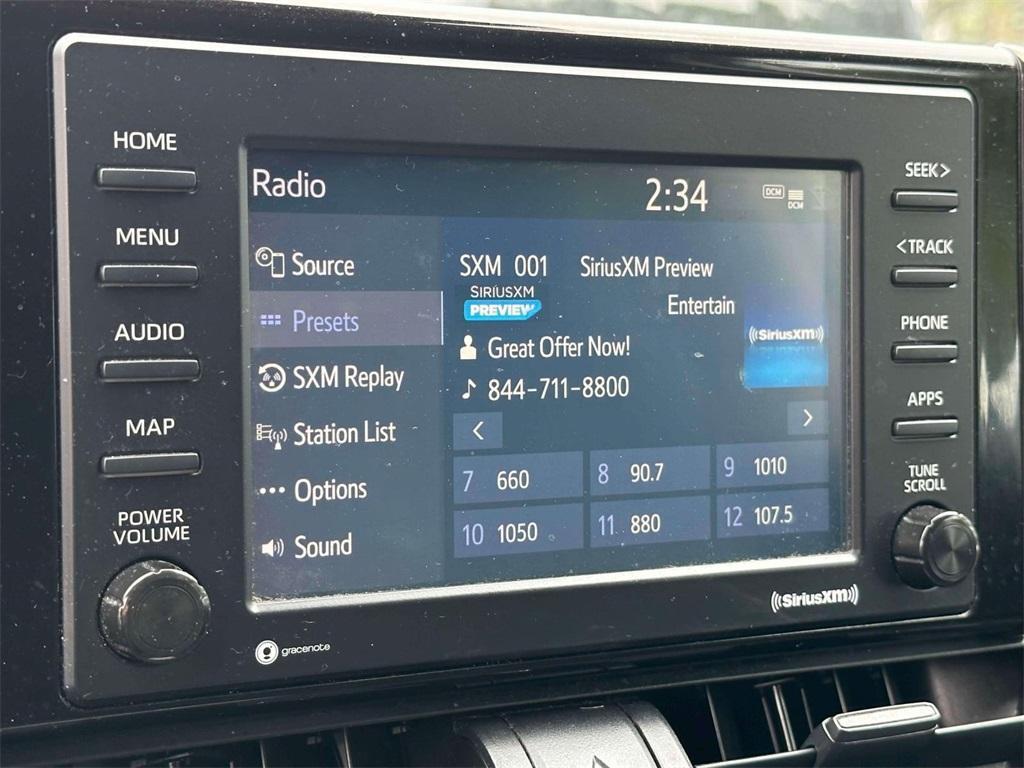 HOME
MENU
AUDIO
MAP
POWER
VOLUME
Radio
2:34
DCM
DCM
Source
Presets
SXM Replay
Station List
Options
Sound
SXM 001 SiriusXM Preview
SIRIUSXM
PREVIEW
Entertain
((SiriusXM))
Great Offer Now!
844-711-8800
< >
7 660
8 90.7
9 1010
10 1050
11 880
12 107.5
SEEK>
<TRACK
PHONE
APPS
TUNE
SCROLL
gracenote
((SiriusXM))